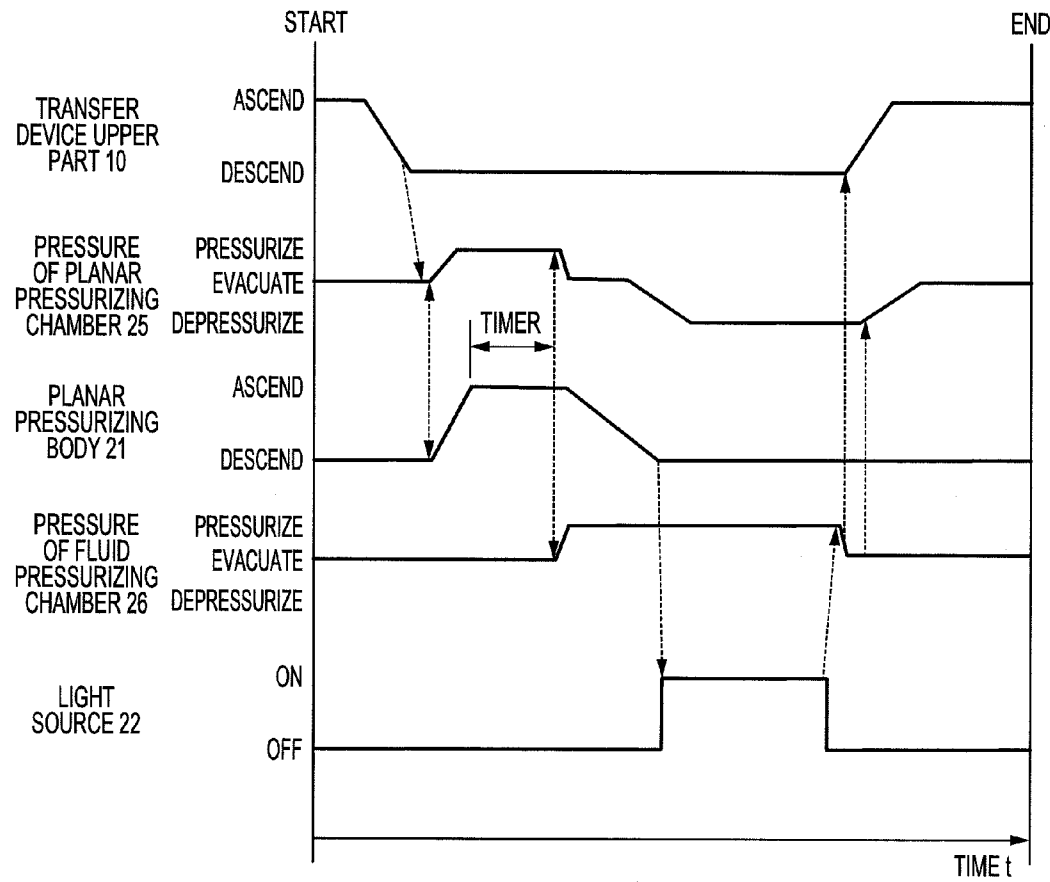 START
END
TRANSFER
DEVICE UPPER
PART 10
ASCEND
DESCEND
PRESSURE
OF PLANAR
PRESSURIZING
CHAMBER 25
PRESSURIZE
EVACUATE
DEPRESSURIZE
TIMER
PLANAR
PRESSURIZING
BODY 21
ASCEND
DESCEND
PRESSURE
OF FLUID
PRESSURIZING
CHAMBER 26
PRESSURIZE
EVACUATE
DEPRESSURIZE
LIGHT
SOURCE 22
ON
OFF
TIME t